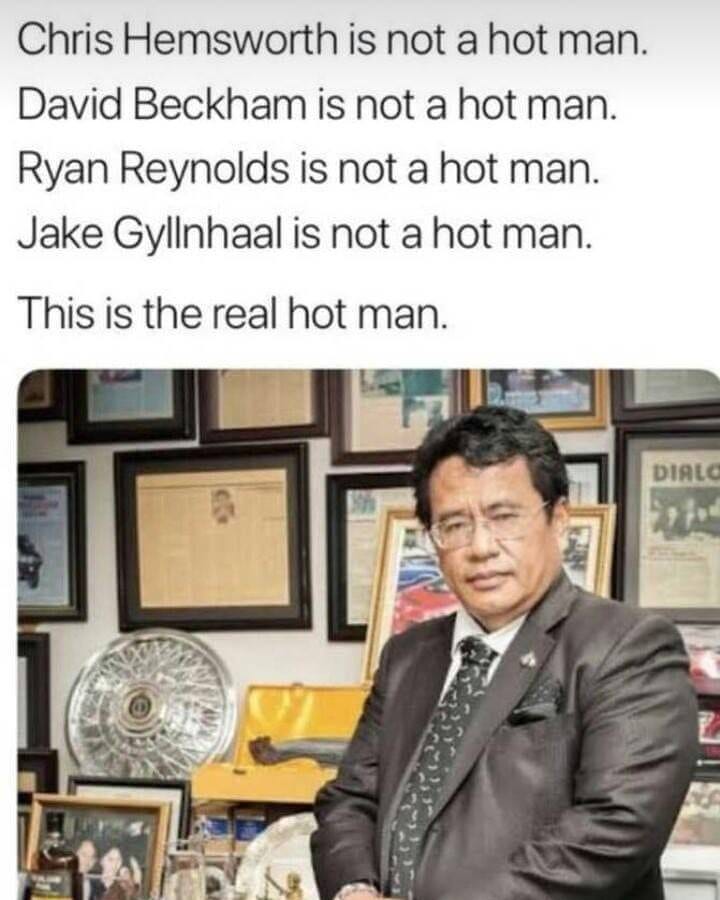 Chris Hemsworth is not a hot man.
David Beckham is not a hot man.
Ryan Reynolds is not a hot man.
Jake Gyllnhaal is not a hot man.
This is the real hot man.
DIALO